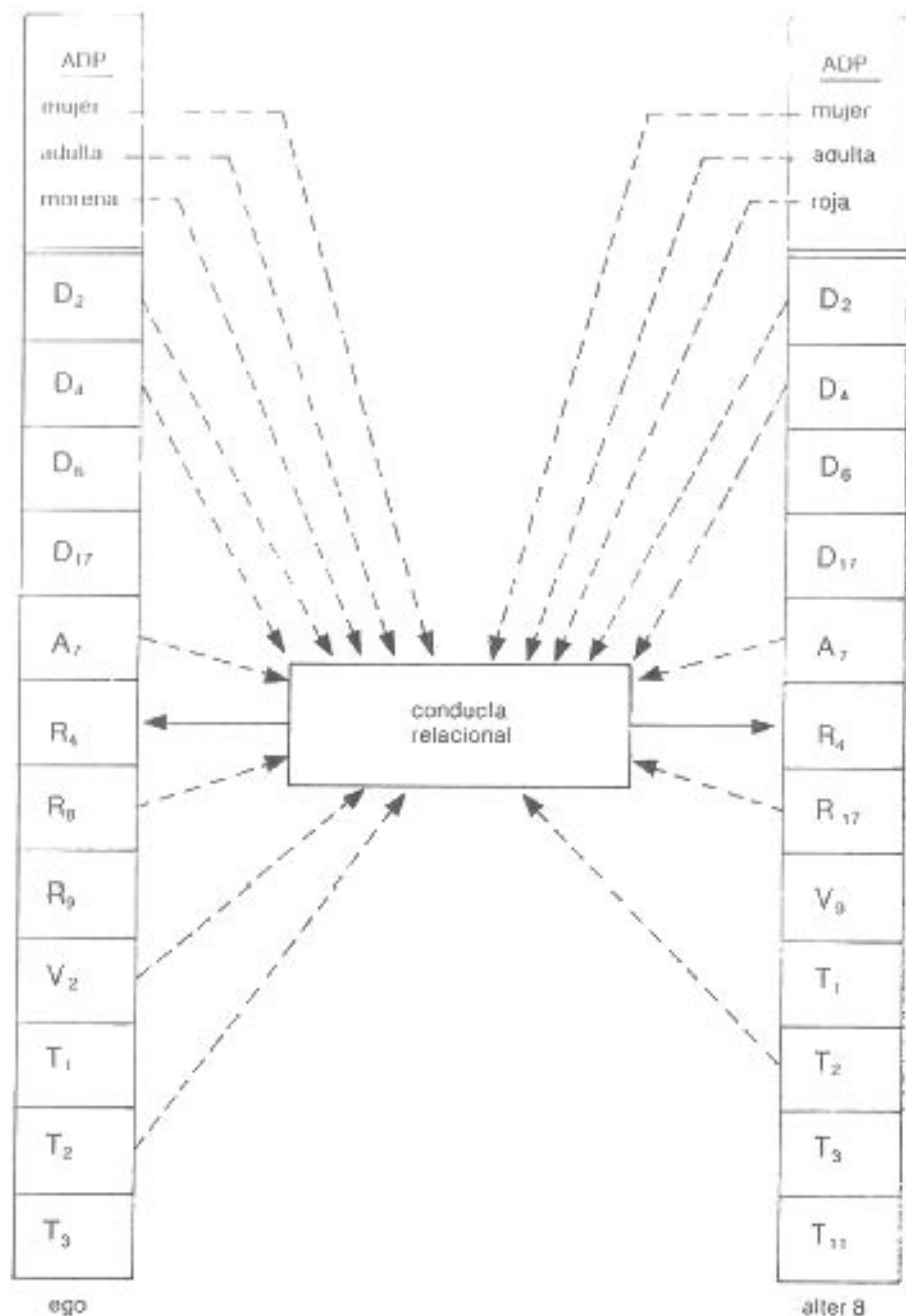 ADP
mujer
adulta
morena
D2
D4
D6
D17
A7
R4
R8
R9
V2
T1
T2
T3
ego
conducta
relacional
ADP
mujer
adulta
roja
D2
D4
D6
D17
A7
R4
R17
V9
T1
T2
T3
T11
alter 8